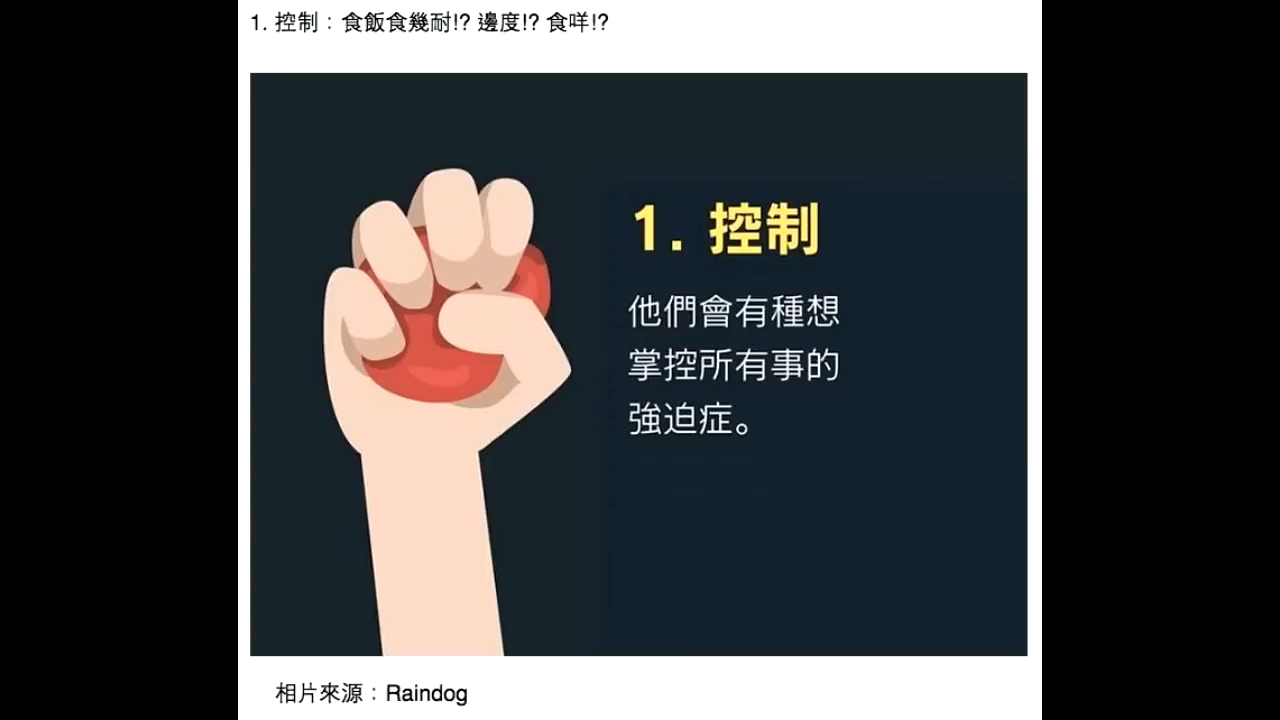 1. 控制：食飯食幾耐!? 邊度!? 食咩!?
1. 控制
他們會有種想
掌控所有事的
強迫症。
相片來源：Raindog